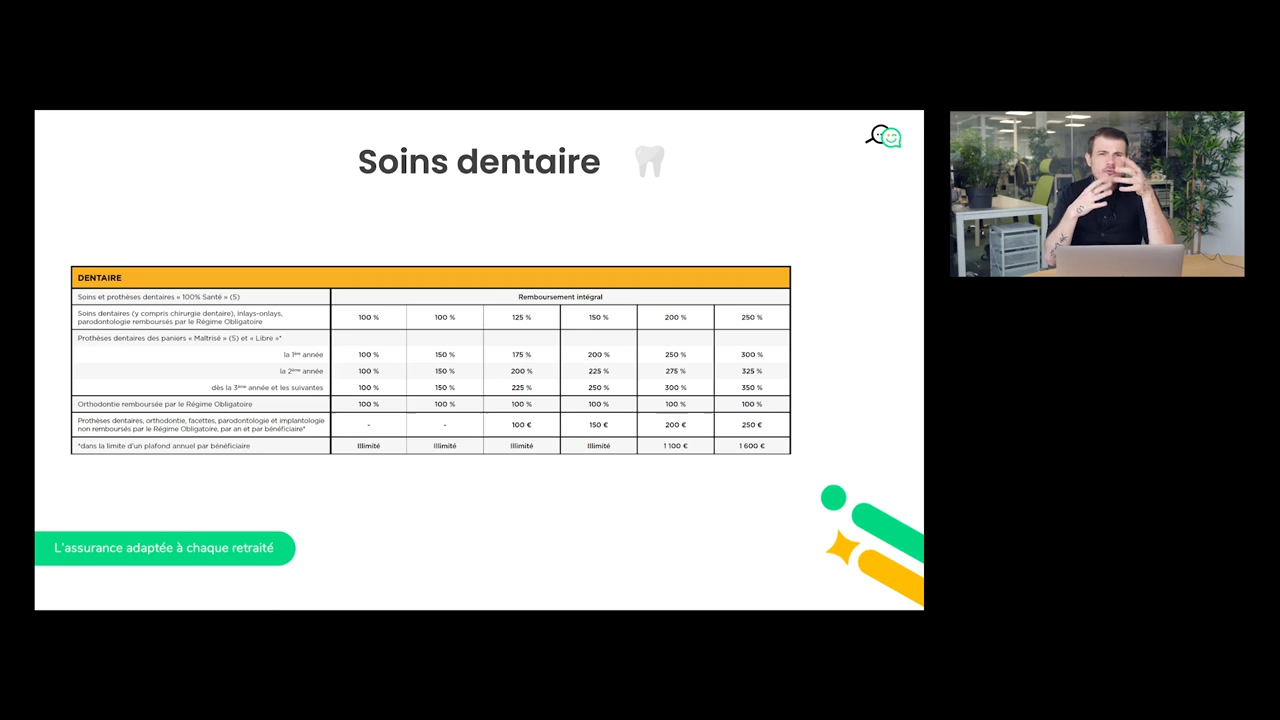 Soins dentaire
DENTAIRE
Soins et prothèses dentaires « 100% Santé » (5) Remboursement intégral
Soins dentaires (y compris chirurgie dentaire), inlays-onlays,
parodontologie remboursés par le Régime Obligatoire 100 % 100 % 125 % 150 % 200 % 250 %
Prothèses dentaires des paniers « Maîtrisé » (5) et « Libre »*
la 1ère année 100 % 150 % 175 % 200 % 250 % 300 %
la 2ème année 100 % 150 % 200 % 225 % 275 % 325 %
dès la 3ème année et les suivantes 100 % 150 % 225 % 250 % 300 % 350 %
Orthodontie remboursée par le Régime Obligatoire 100 % 100 % 100 % 100 % 100 % 100 %
Prothèses dentaires, orthodontie, facettes, parodontologie et implantologie
non remboursés par le Régime Obligatoire, par an et par bénéficiaire* - - 100 € 150 € 200 € 250 €
*dans la limite d'un plafond annuel par bénéficiaire Illimité Illimité Illimité Illimité 1 100 € 1 600 €
L'assurance adaptée à chaque retraité